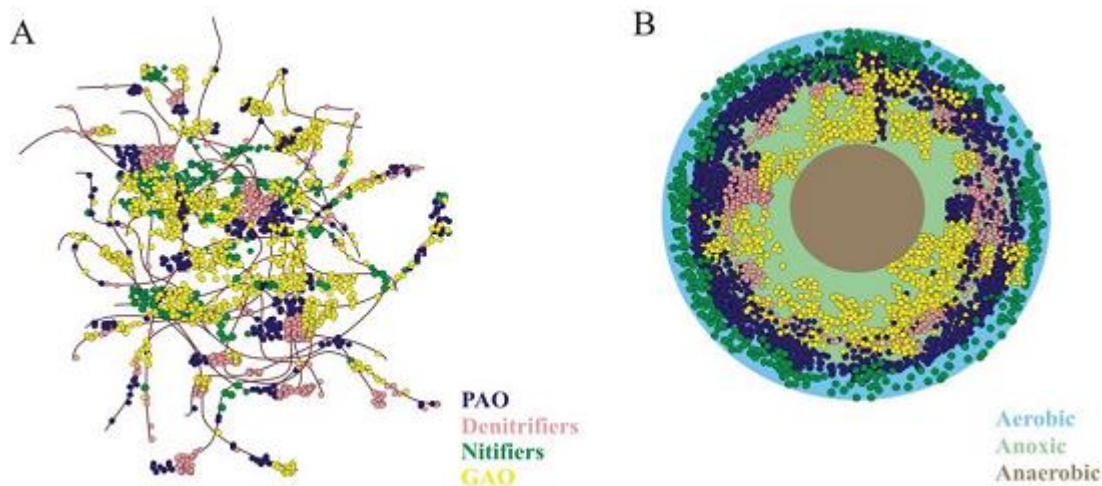 A
B
PAO
Denitrifiers
Nitifiers
GAO
Aerobic
Anoxic
Anaerobic